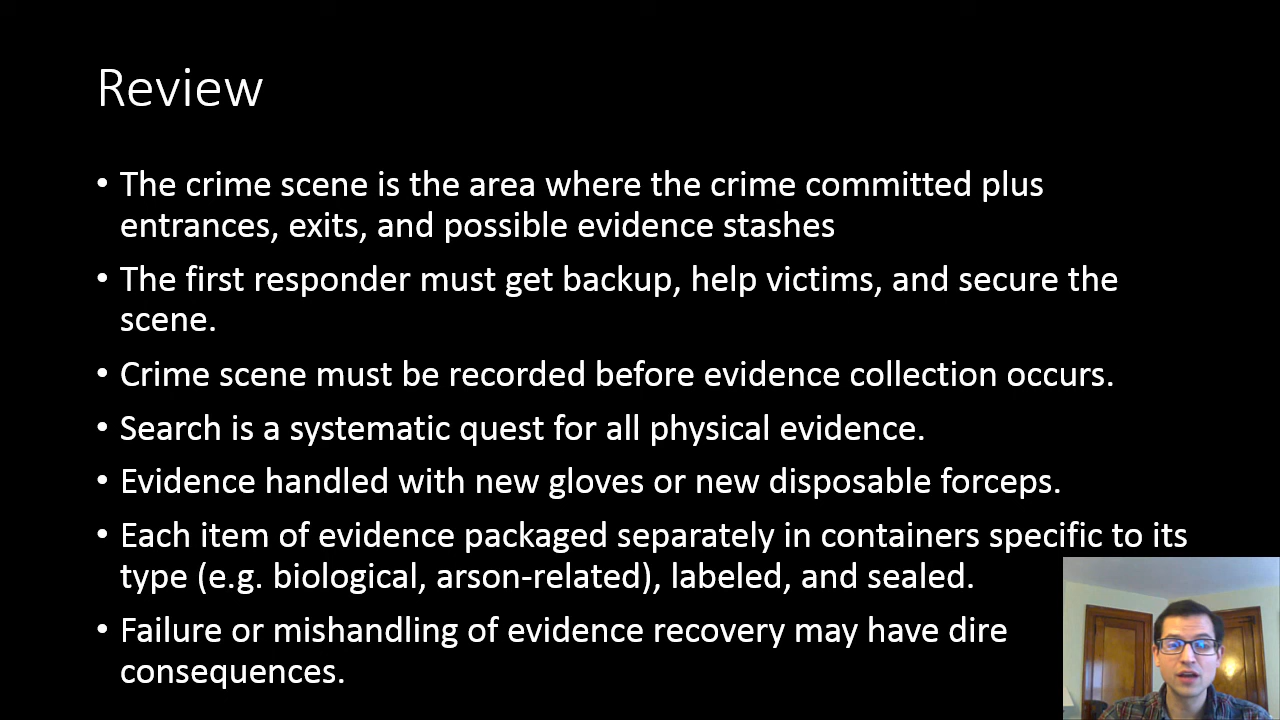 Review
• The crime scene is the area where the crime committed plus
entrances, exits, and possible evidence stashes
• The first responder must get backup, help victims, and secure the
scene.
• Crime scene must be recorded before evidence collection occurs.
• Search is a systematic quest for all physical evidence.
• Evidence handled with new gloves or new disposable forceps.
• Each item of evidence packaged separately in containers specific to its
type (e.g. biological, arson-related), labeled, and sealed.
• Failure or mishandling of evidence recovery may have dire
consequences.